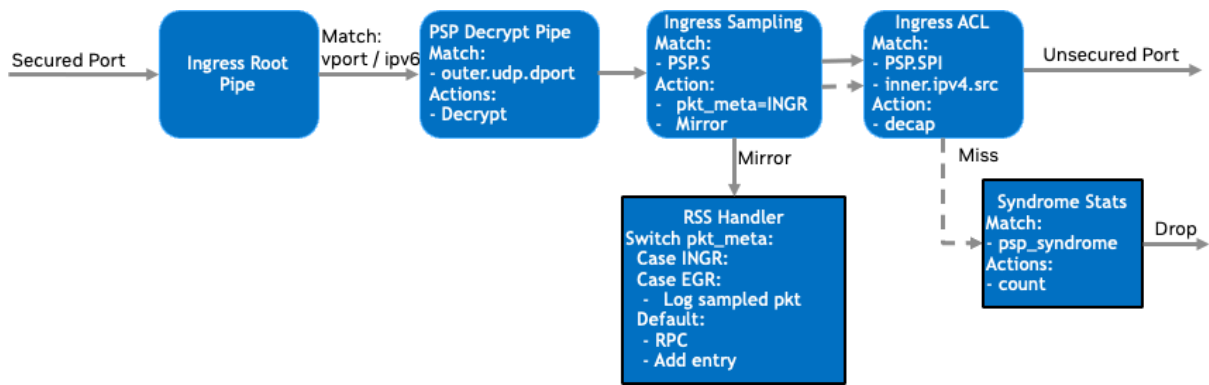 Secured Port
Ingress Root
Pipe
Match:
vport / ipv6
PSP Decrypt Pipe
Match:
- outer.udp.dport
Actions:
- Decrypt
Ingress Sampling
Match:
- PSP.S
Action:
- pkt_meta=INGR
- Mirror
Ingress ACL
Match:
- PSP.SPI
- inner.ipv4.src
Action:
- decap
Unsecured Port
Mirror
Miss
RSS Handler
Switch pkt_meta:
Case INGR:
Case EGR:
- Log sampled pkt
Default:
- RPC
- Add entry
Syndrome Stats
Match:
- psp_syndrome
Actions:
- count
Drop